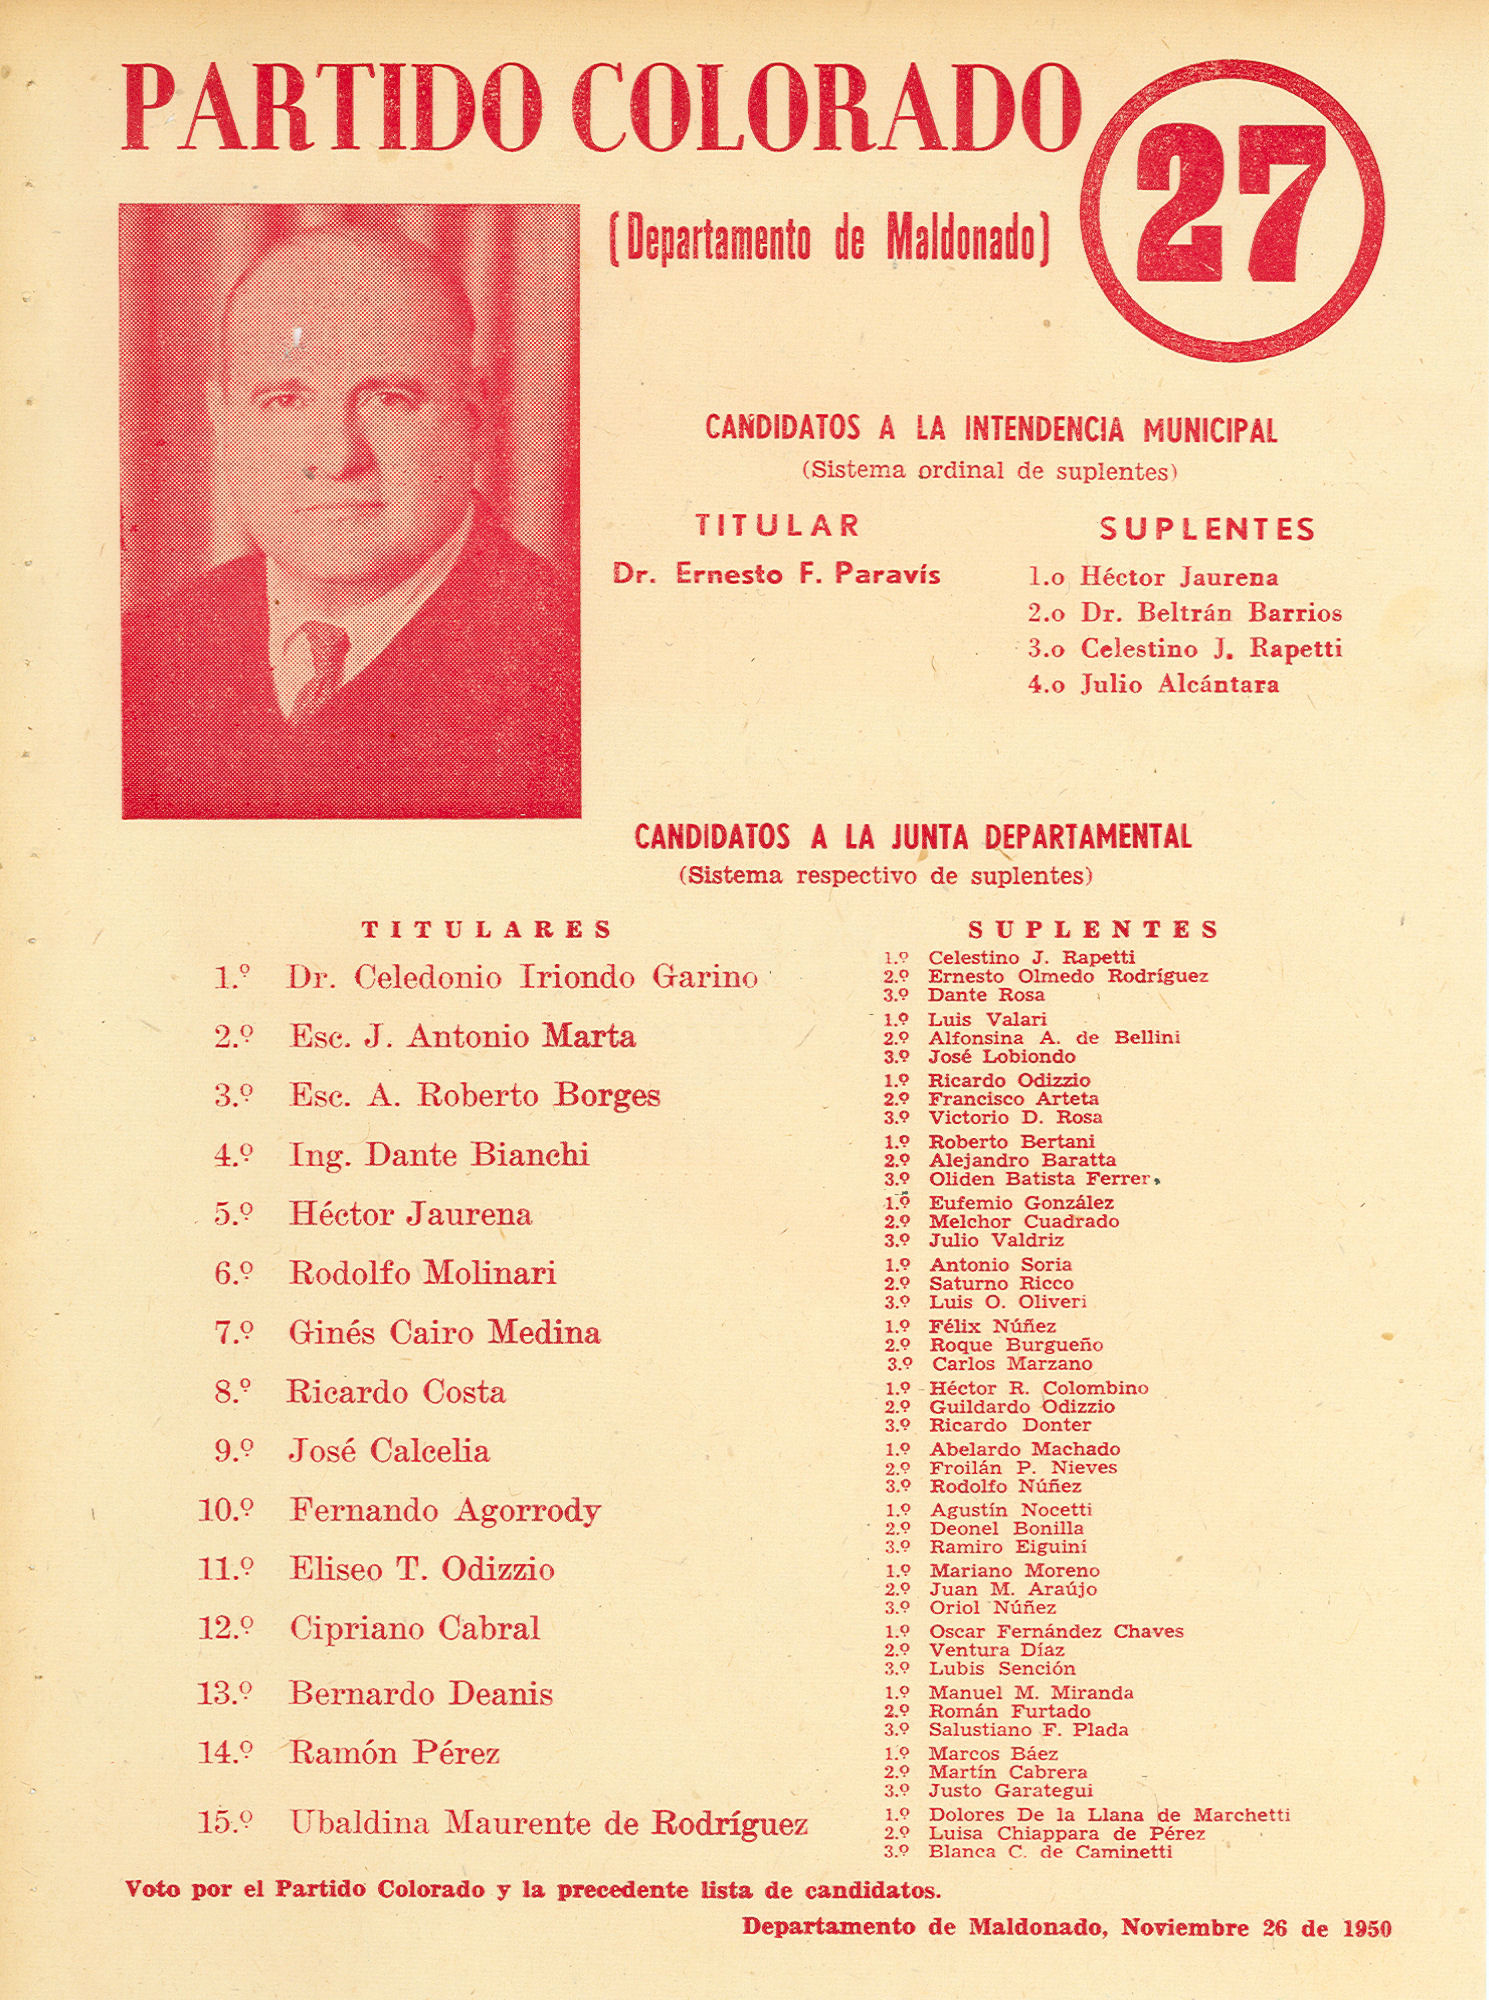 PARTIDO COLORADO
27
(Departamento de Maldonado)
CANDIDATOS A LA INTENDENCIA MUNICIPAL
(Sistema ordinal de suplentes)
TITULAR
Dr. Ernesto F. Paravís
SUPLENTES
1.o Héctor Jaurena
2.o Dr. Beltrán Barrios
3.o Celestino J. Rapetti
4.o Julio Alcántara
CANDIDATOS A LA JUNTA DEPARTAMENTAL
(Sistema respectivo de suplentes)
TITULARES
SUPLENTES
1.º Dr. Celedonio Iriondo Garino
1.º Celestino J. Rapetti
2.º Ernesto Olmedo Rodríguez
3.º Dante Rosa
2.º Esc. J. Antonio Marta
1.º Luis Valari
2.º Alfonsina A. de Bellini
3.º José Lobiondo
3.º Esc. A. Roberto Borges
1.º Ricardo Odizzio
2.º Francisco Arteta
3.º Victorio D. Rosa
4.º Ing. Dante Bianchi
1.º Roberto Bertani
2.º Alejandro Baratta
3.º Oliden Batista Ferrer
5.º Héctor Jaurena
1.º Eufemio González
2.º Melchor Cuadrado
3.º Julio Valdriz
6.º Rodolfo Molinari
1.º Antonio Soria
2.º Saturno Ricco
3.º Luis O. Oliveri
7.º Ginés Cairo Medina
1.º Félix Núñez
2.º Roque Burgueño
3.º Carlos Marzano
8.º Ricardo Costa
1.º Héctor R. Colombino
2.º Guildardo Odizzio
3.º Ricardo Donter
9.º José Calcelia
1.º Abelardo Machado
2.º Froilán P. Nieves
3.º Rodolfo Núñez
10.º Fernando Agorrody
1.º Agustín Nocetti
2.º Deonel Bonilla
3.º Ramiro Eiguini
11.º Eliseo T. Odizzio
1.º Mariano Moreno
2.º Juan M. Araújo
3.º Oriol Núñez
12.º Cipriano Cabral
1.º Oscar Fernández Chaves
2.º Ventura Díaz
3.º Lubis Sención
13.º Bernardo Deanis
1.º Manuel M. Miranda
2.º Román Furtado
3.º Salustiano F. Plada
14.º Ramón Pérez
1.º Marcos Báez
2.º Martín Cabrera
3.º Justo Garategui
15.º Ubaldina Maurente de Rodríguez
1.º Dolores De la Llana de Marchetti
2.º Luisa Chiappara de Pérez
3.º Blanca C. de Caminetti
Voto por el Partido Colorado y la precedente lista de candidatos.
Departamento de Maldonado, Noviembre 26 de 1950